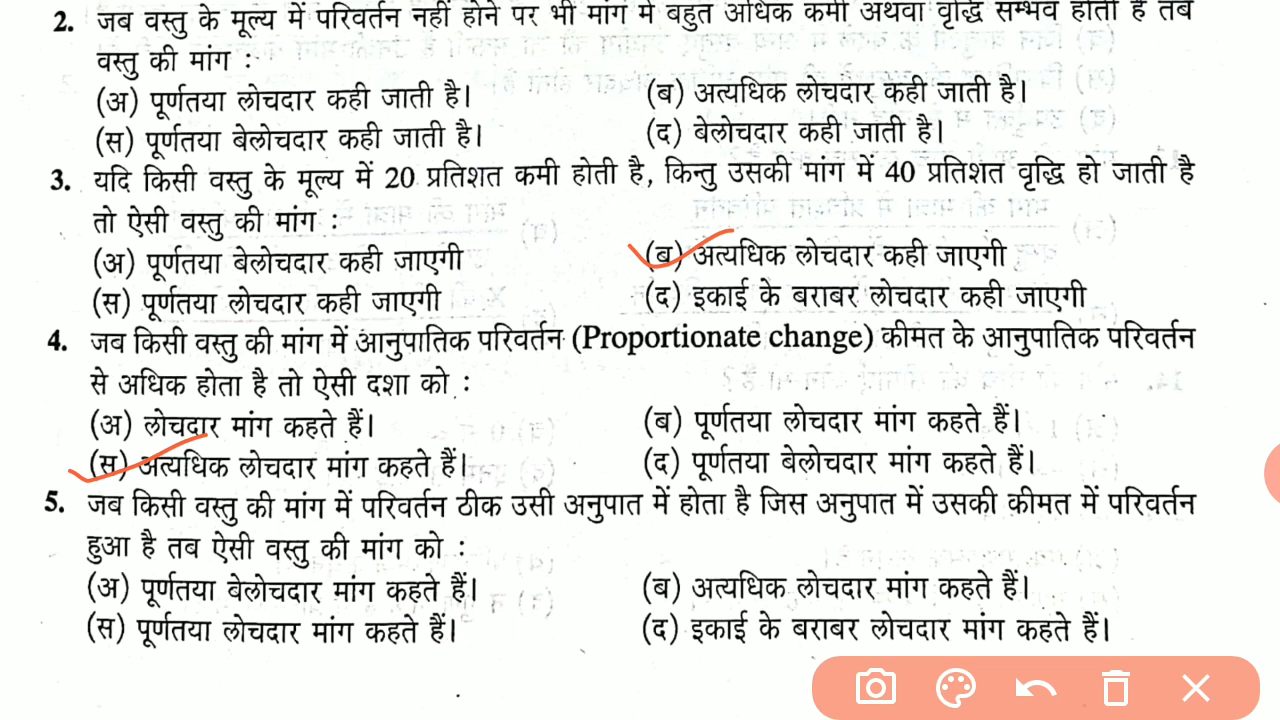 2. जब वस्तु के मूल्य में परिवर्तन नहीं होने पर भी मांग में बहुत अधिक कमी अथवा वृद्धि सम्भव होती है तब
वस्तु की मांग :
(अ) पूर्णतया लोचदार कही जाती है। (ब) अत्यधिक लोचदार कही जाती है।
(स) पूर्णतया बेलोचदार कही जाती है। (द) बेलोचदार कही जाती है।
3. यदि किसी वस्तु के मूल्य में 20 प्रतिशत कमी होती है, किन्तु उसकी मांग में 40 प्रतिशत वृद्धि हो जाती है
तो ऐसी वस्तु की मांग :
(अ) पूर्णतया बेलोचदार कही जाएगी (ब) अत्यधिक लोचदार कही जाएगी
(स) पूर्णतया लोचदार कही जाएगी (द) इकाई के बराबर लोचदार कही जाएगी
4. जब किसी वस्तु की मांग में आनुपातिक परिवर्तन (Proportionate change) कीमत के आनुपातिक परिवर्तन
से अधिक होता है तो ऐसी दशा को :
(अ) लोचदार मांग कहते हैं। (ब) पूर्णतया लोचदार मांग कहते हैं।
(स) अत्यधिक लोचदार मांग कहते हैं। (द) पूर्णतया बेलोचदार मांग कहते हैं।
5. जब किसी वस्तु की मांग में परिवर्तन ठीक उसी अनुपात में होता है जिस अनुपात में उसकी कीमत में परिवर्तन
हुआ है तब ऐसी वस्तु की मांग को :
(अ) पूर्णतया बेलोचदार मांग कहते हैं। (ब) अत्यधिक लोचदार मांग कहते हैं।
(स) पूर्णतया लोचदार मांग कहते हैं। (द) इकाई के बराबर लोचदार मांग कहते हैं।